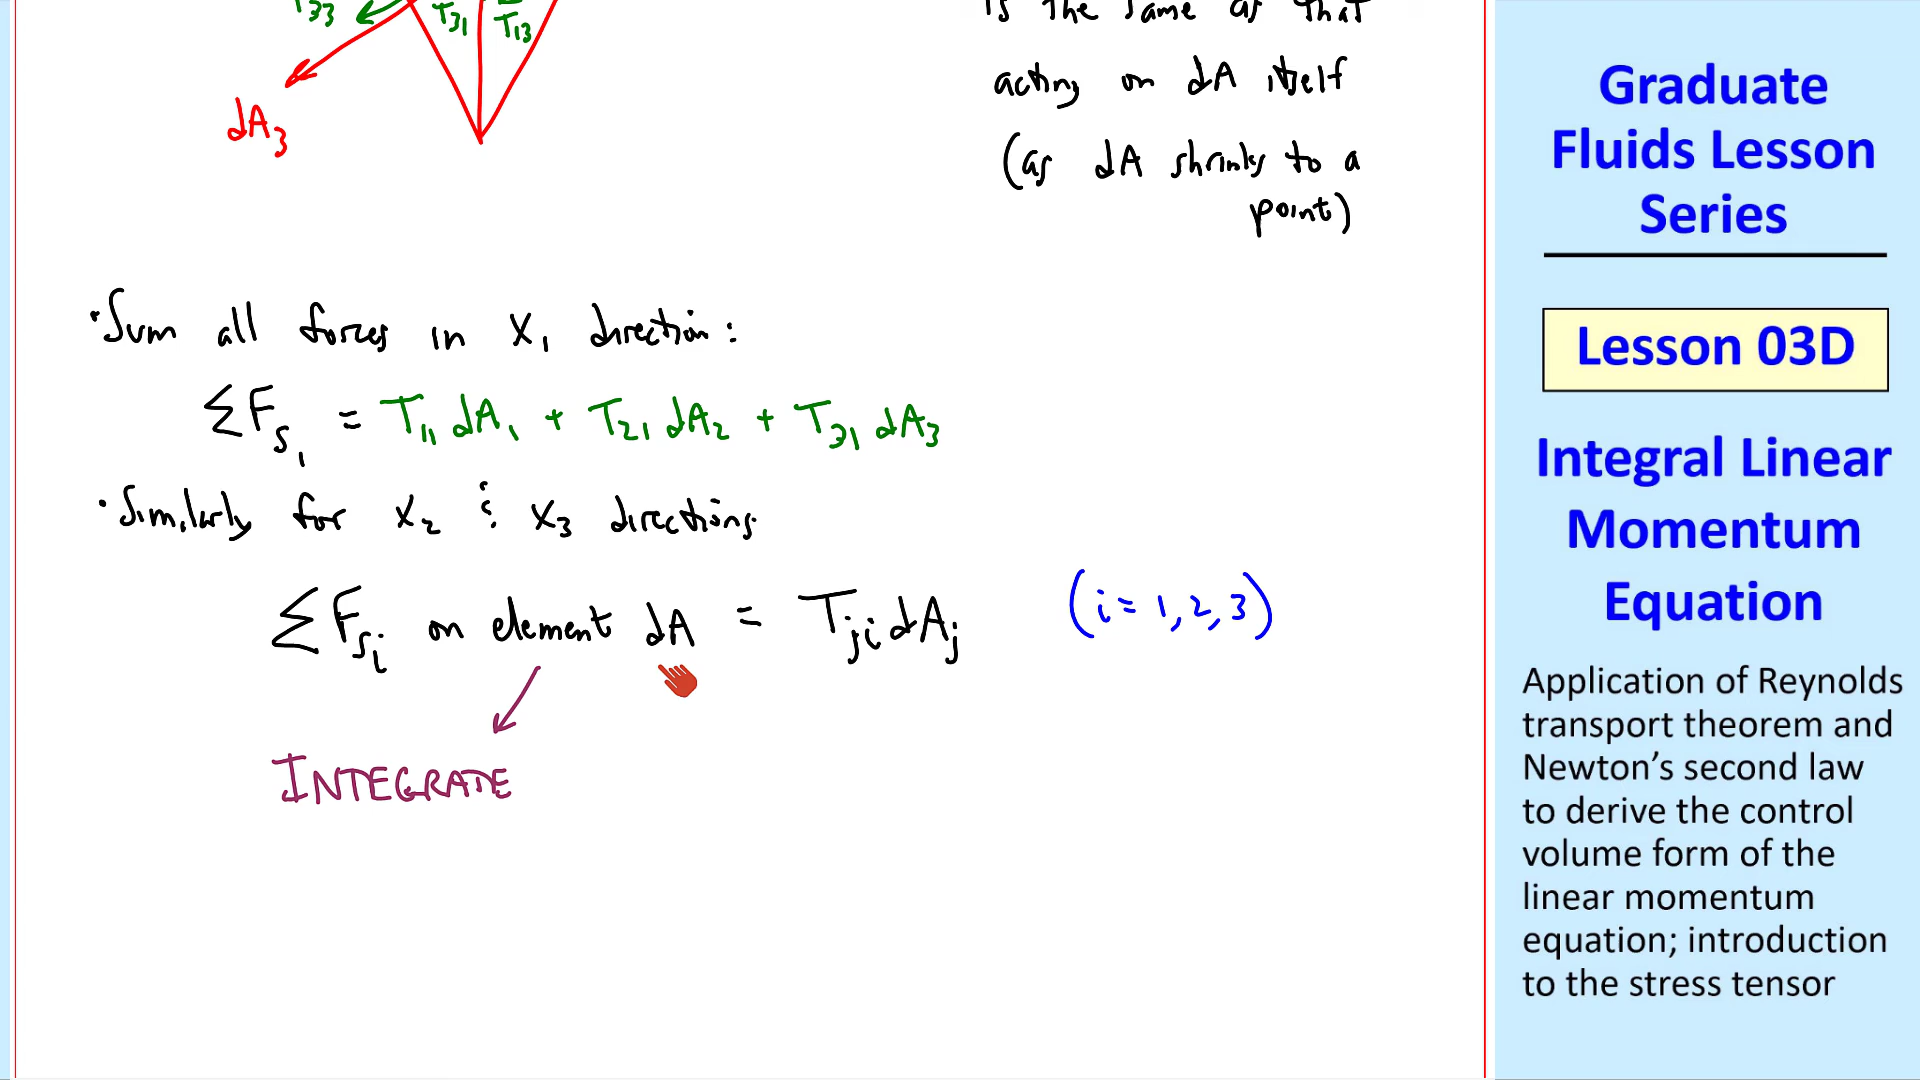 T33
T31
T13
dA3
is the same as that
acting on dA itself
(as dA shrinks to a
point)
• Sum all forces in X1 direction:
ΣFS1 = T11 dA1 + T21 dA2 + T31 dA3
• Similarly for X2 & X3 directions
ΣFSi on element dA = Tji dAj (i = 1, 2, 3)
INTEGRATE
Graduate
Fluids Lesson
Series
Lesson 03D
Integral Linear
Momentum
Equation
Application of Reynolds
transport theorem and
Newton’s second law
to derive the control
volume form of the
linear momentum
equation; introduction
to the stress tensor